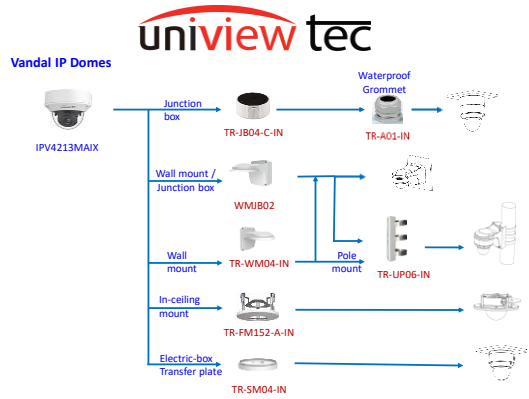 uniview tec
Vandal IP Domes
Waterproof
Grommet
Junction
box
IPV4213MAIX
TR-JB04-C-IN
TR-A01-IN
Wall mount /
Junction box
WMJB02
Wall
mount
TR-WM04-IN
Pole
mount
TR-UP06-IN
In-ceiling
mount
TR-FM152-A-IN
Electric-box
Transfer plate
TR-SM04-IN